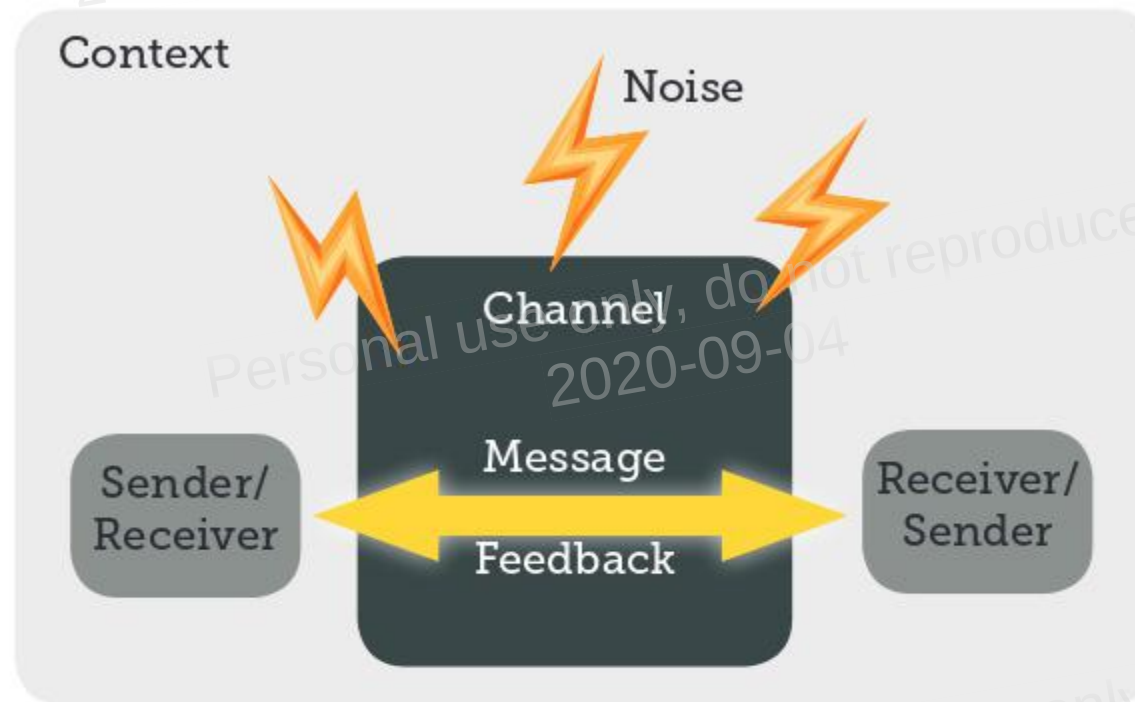 Context
Noise
Channel
Personal use only, do not reproduce
2020-09-04
Message
Sender/
Receiver
Receiver/
Sender
Feedback